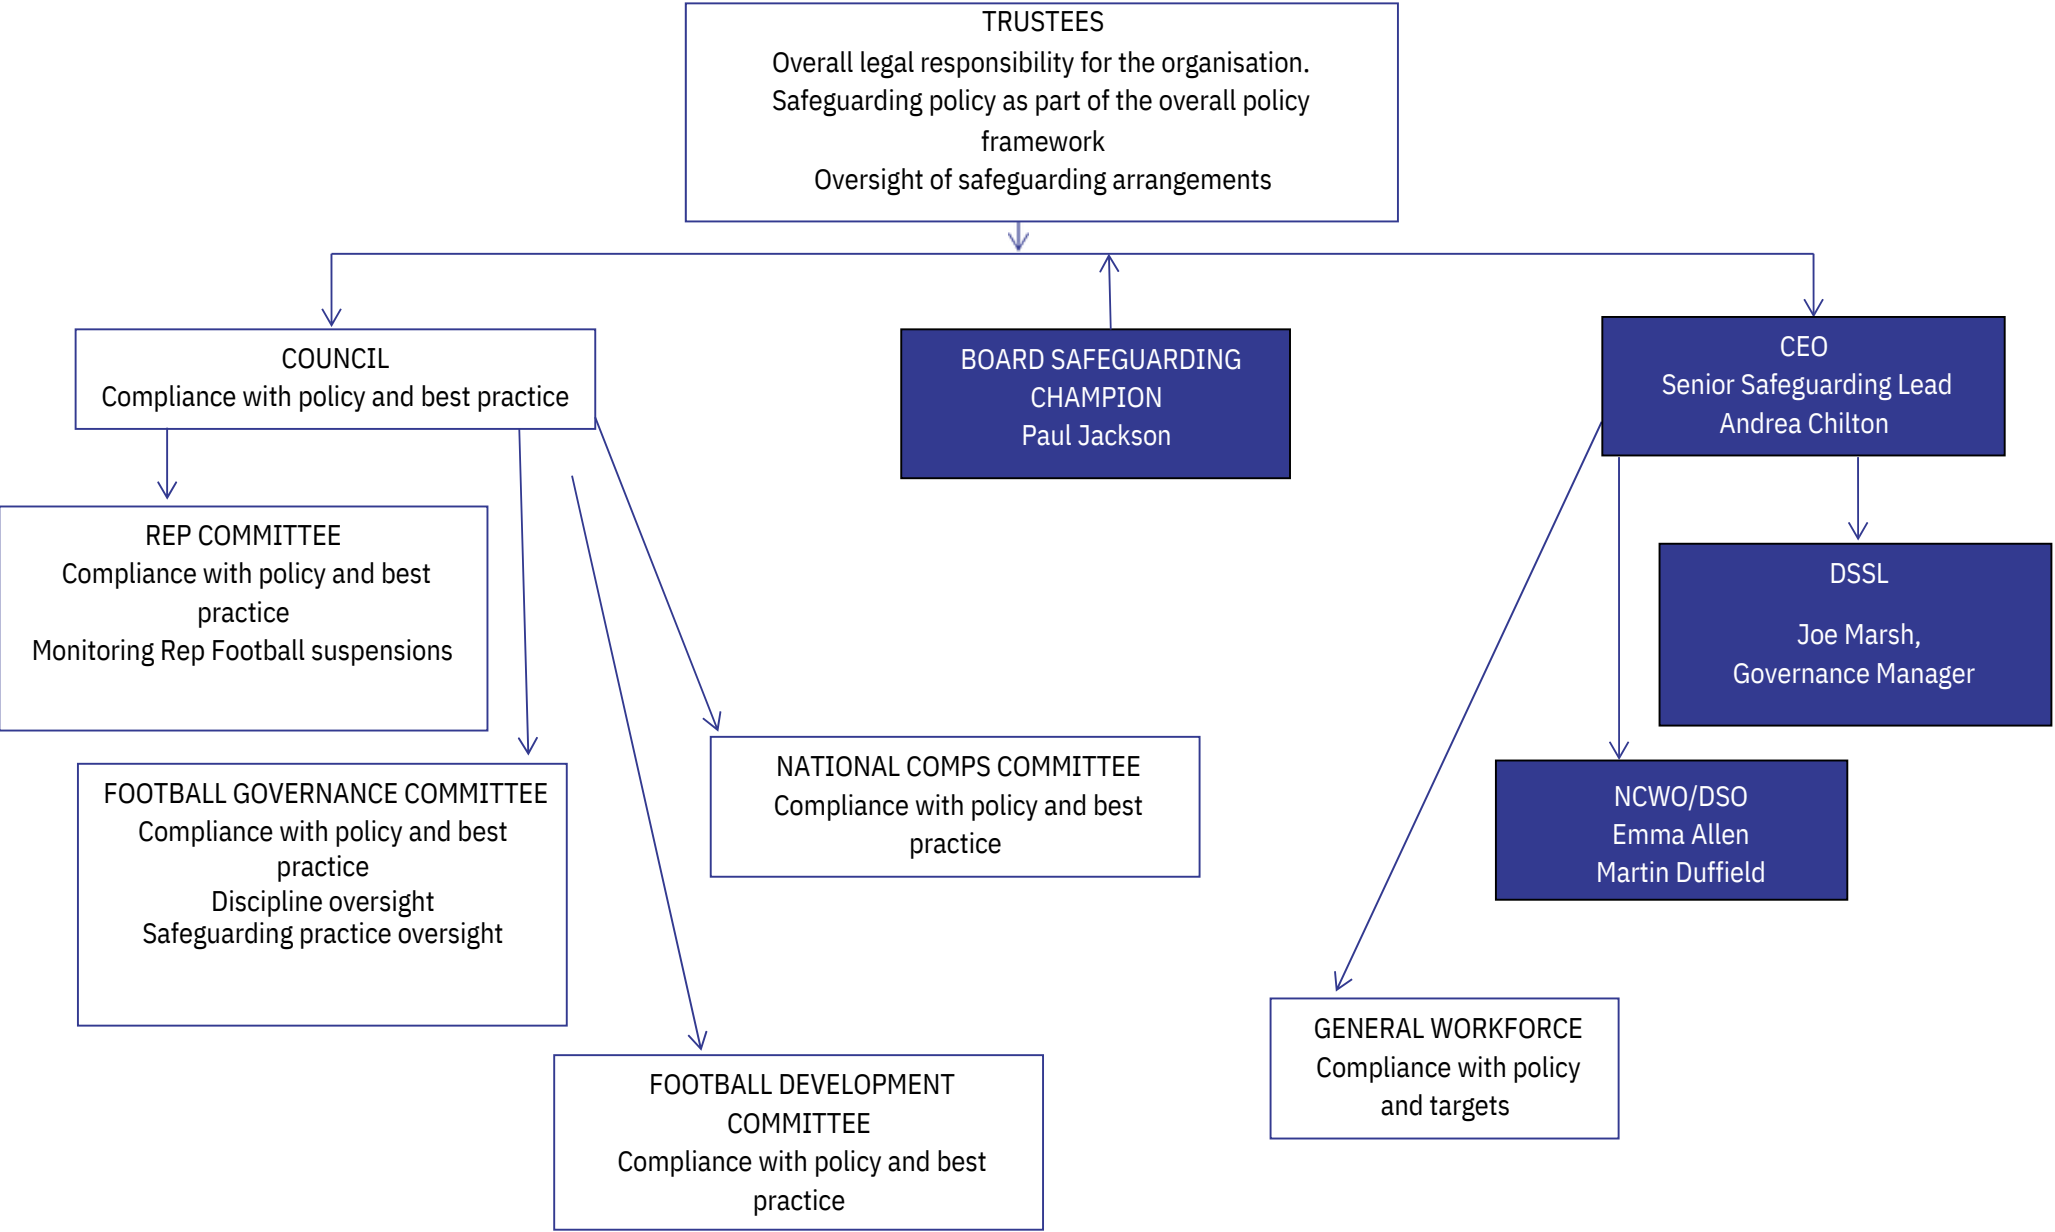 TRUSTEES
Overall legal responsibility for the organisation.
Safeguarding policy as part of the overall policy
framework
Oversight of safeguarding arrangements
COUNCIL
Compliance with policy and best practice
BOARD SAFEGUARDING
CHAMPION
Paul Jackson
CEO
Senior Safeguarding Lead
Andrea Chilton
REP COMMITTEE
Compliance with policy and best
practice
Monitoring Rep Football suspensions
DSSL
Joe Marsh,
Governance Manager
FOOTBALL GOVERNANCE COMMITTEE
Compliance with policy and best
practice
Discipline oversight
Safeguarding practice oversight
NATIONAL COMPS COMMITTEE
Compliance with policy and best
practice
NCWO/DSO
Emma Allen
Martin Duffield
FOOTBALL DEVELOPMENT
COMMITTEE
Compliance with policy and best
practice
GENERAL WORKFORCE
Compliance with policy
and targets